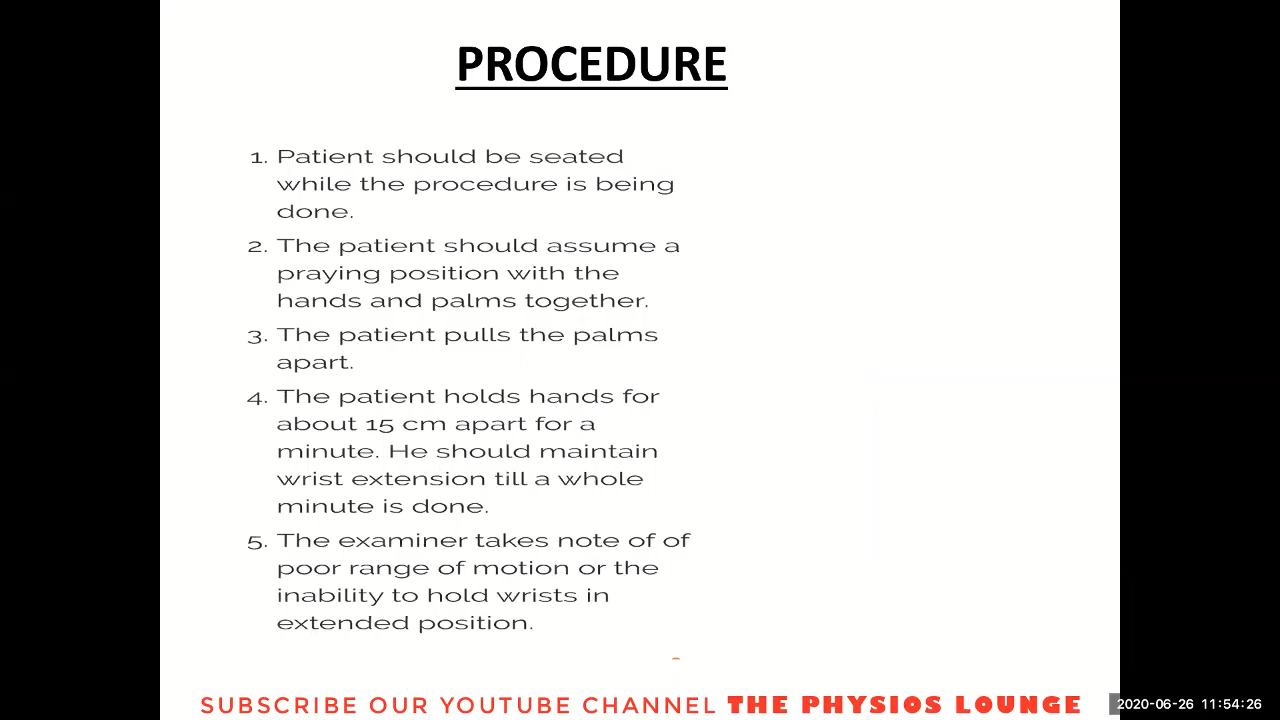 PROCEDURE
1. Patient should be seated
while the procedure is being
done.
2. The patient should assume a
praying position with the
hands and palms together.
3. The patient pulls the palms
apart.
4. The patient holds hands for
about 15 cm apart for a
minute. He should maintain
wrist extension till a whole
minute is done.
5. The examiner takes note of of
poor range of motion or the
inability to hold wrists in
extended position.
SUBSCRIBE OUR YOUTUBE CHANNEL THE PHYSIOS LOUNGE
2020-06-26 11:54:26